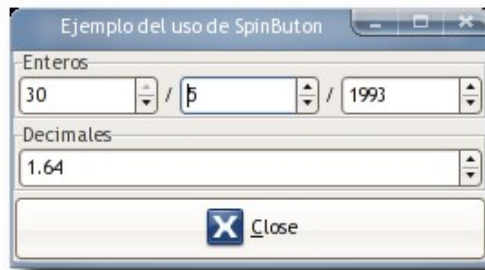 Ejemplo del uso de SpinButon
Enteros
30 / 5 / 1993
Decimales
1.64
Close